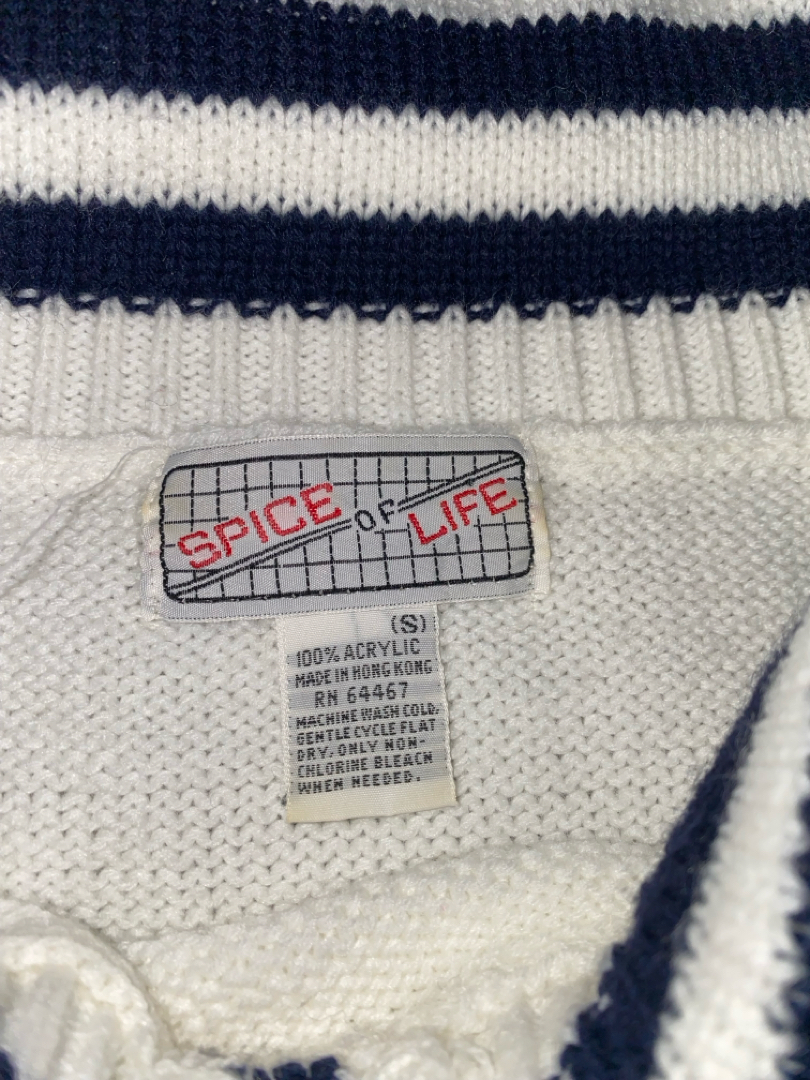 SPICE OF LIFE
(S)
100% ACRYLIC
MADE IN HONG KONG
RN 64467
MACHINE WASH COLD,
GENTLE CYCLE FLAT
DRY, ONLY NON-
CHLORINE BLEACH
WHEN NEEDED.